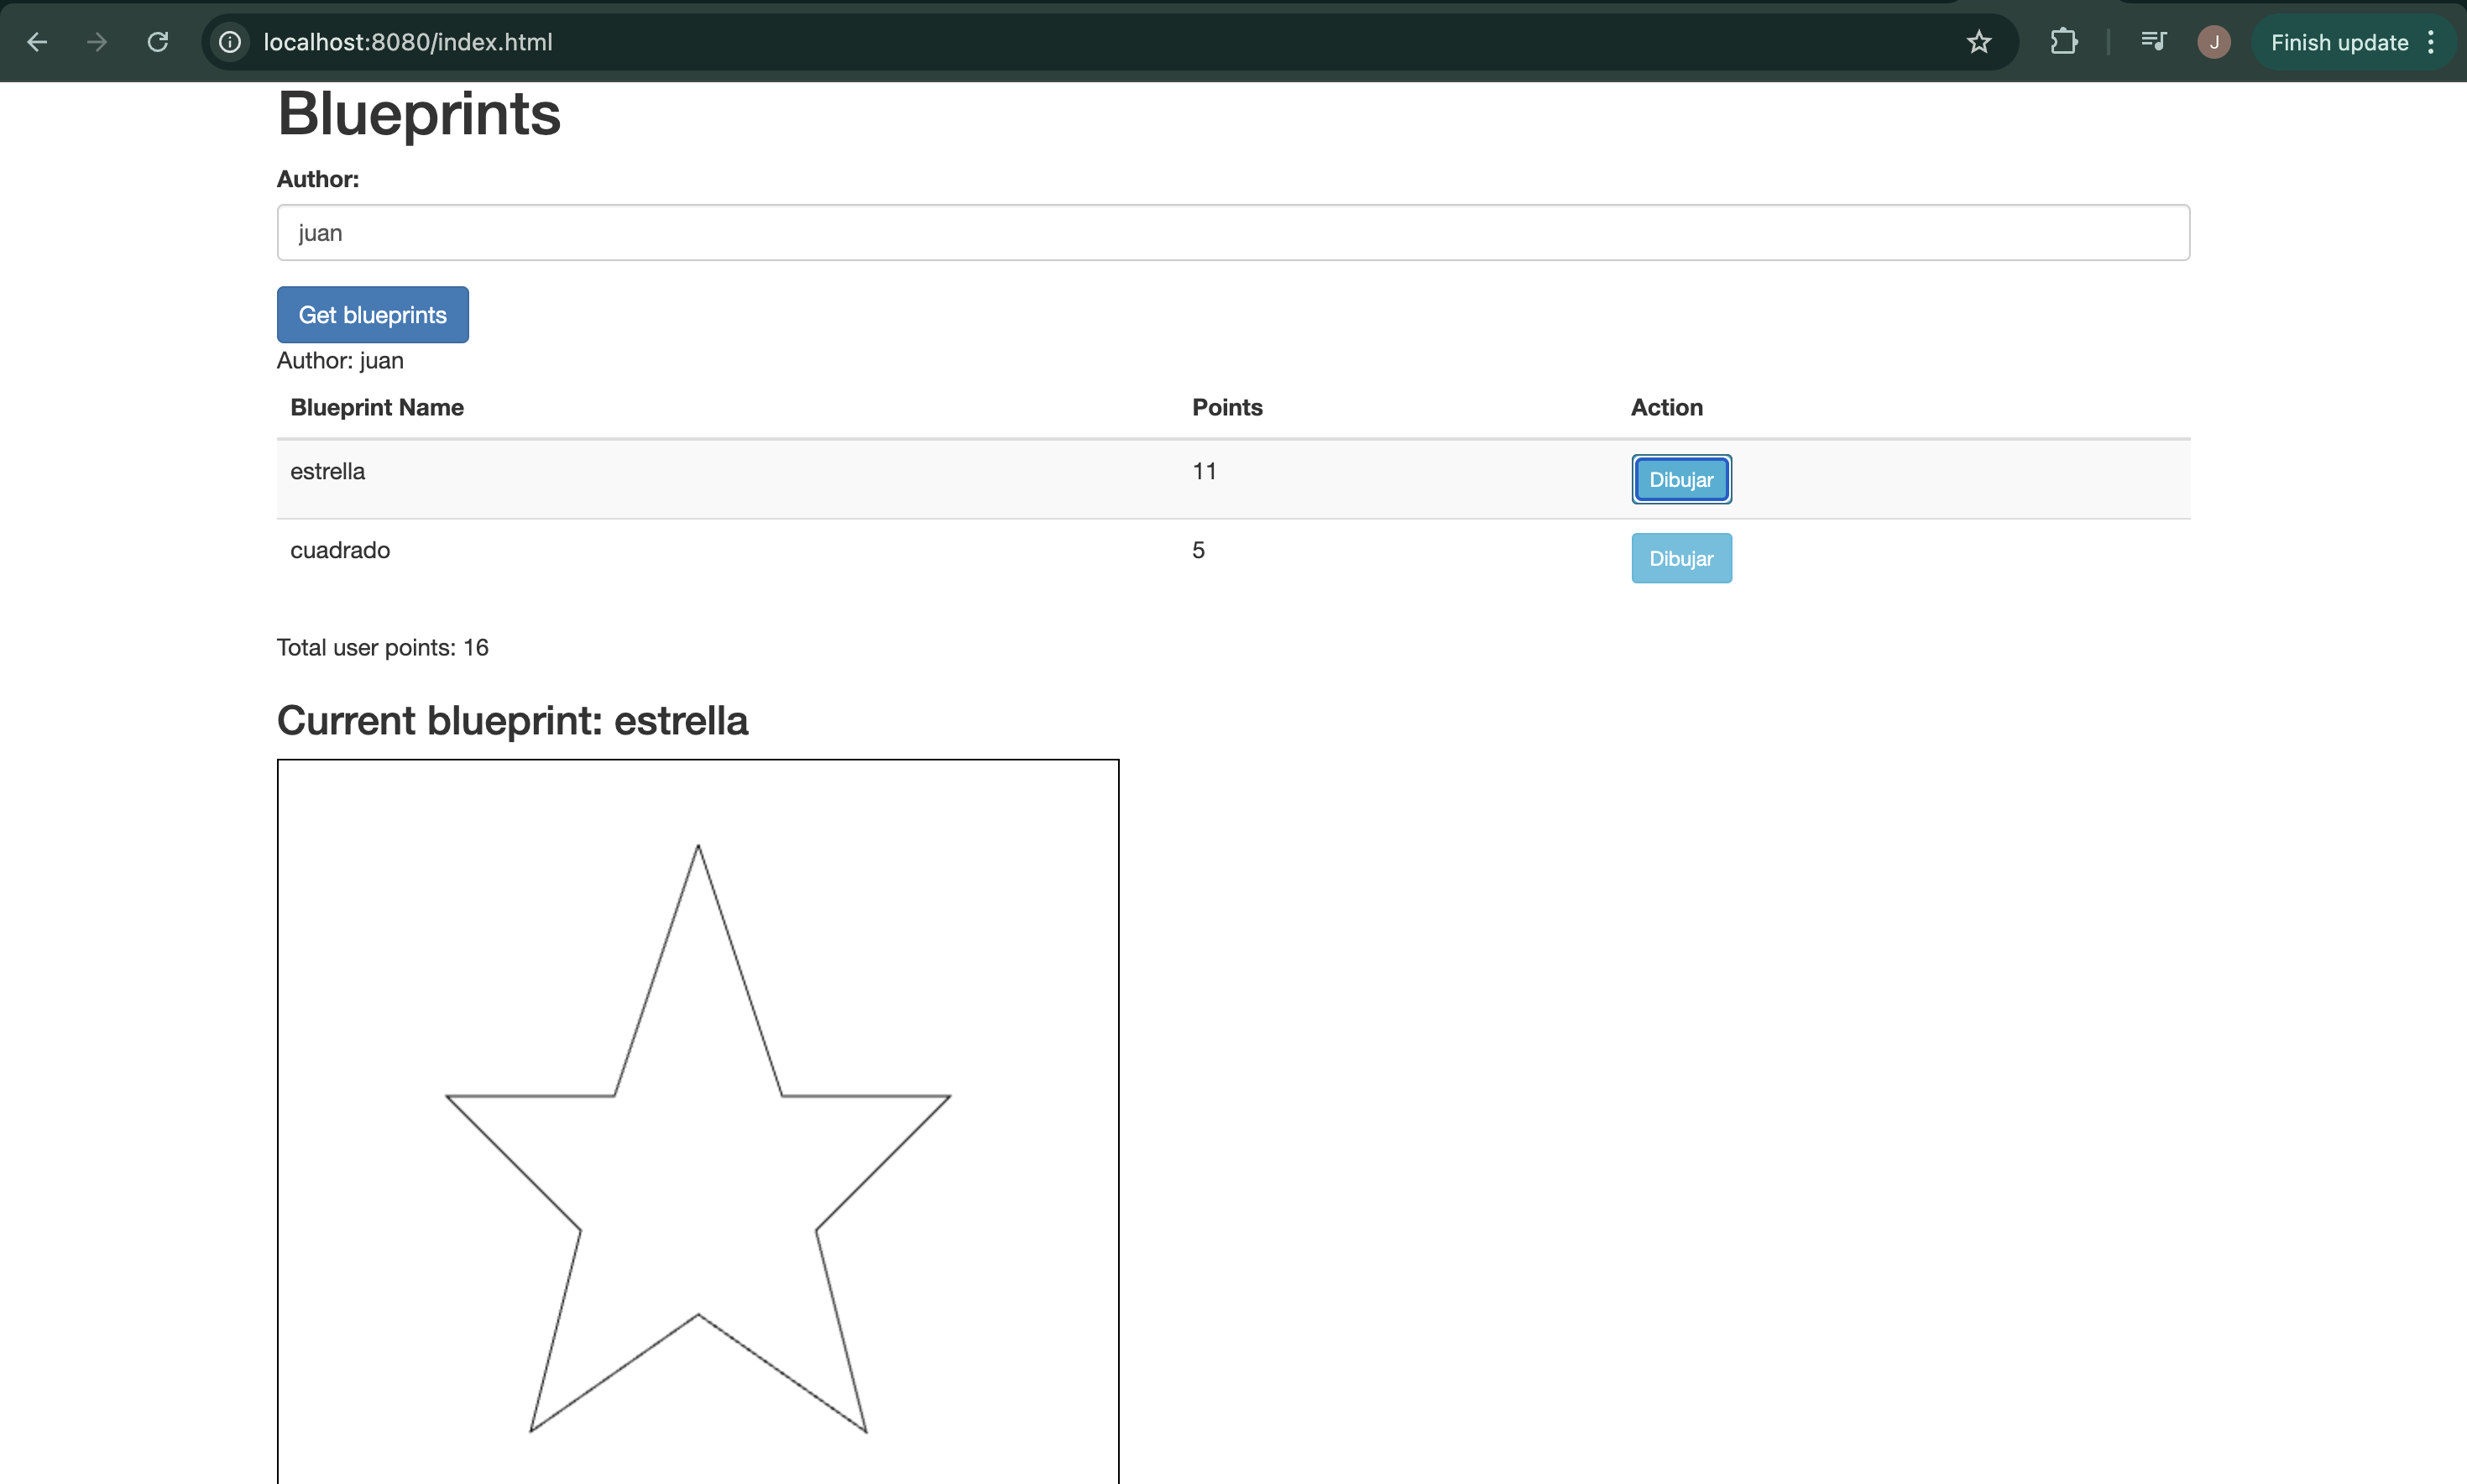 localhost:8080/index.html
J
Finish update
Blueprints
Author:
juan
Get blueprints
Author: juan
Blueprint Name Points Action
estrella 11 Dibujar
cuadrado 5 Dibujar
Total user points: 16
Current blueprint: estrella